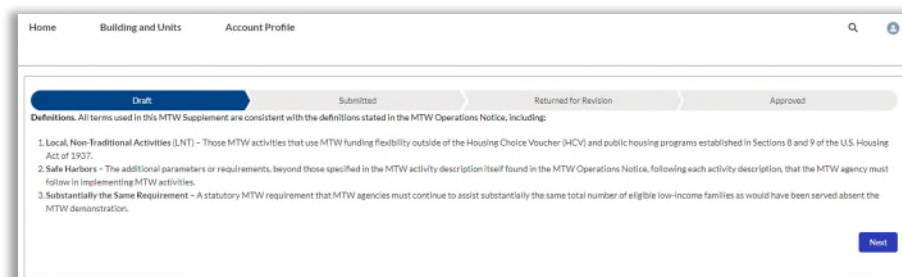 Home Building and Units Account Profile
Draft Submitted Returned for Revision Approved
Definitions. All terms used in this MTW Supplement are consistent with the definitions stated in the MTW Operations Notice, including:
1. Local, Non-Traditional Activities (LNT) – Those MTW activities that use MTW funding flexibility outside of the Housing Choice Voucher (HCV) and public housing programs established in Sections 8 and 9 of the U.S. Housing
Act of 1937.
2. Safe Harbors – The additional parameters or requirements, beyond those specified in the MTW activity description itself found in the MTW Operations Notice, following each activity description, that the MTW agency must
follow in implementing MTW activities.
3. Substantially the Same Requirement – A statutory MTW requirement that MTW agencies must continue to assist substantially the same total number of eligible low-income families as would have been served absent the
MTW demonstration.
Next